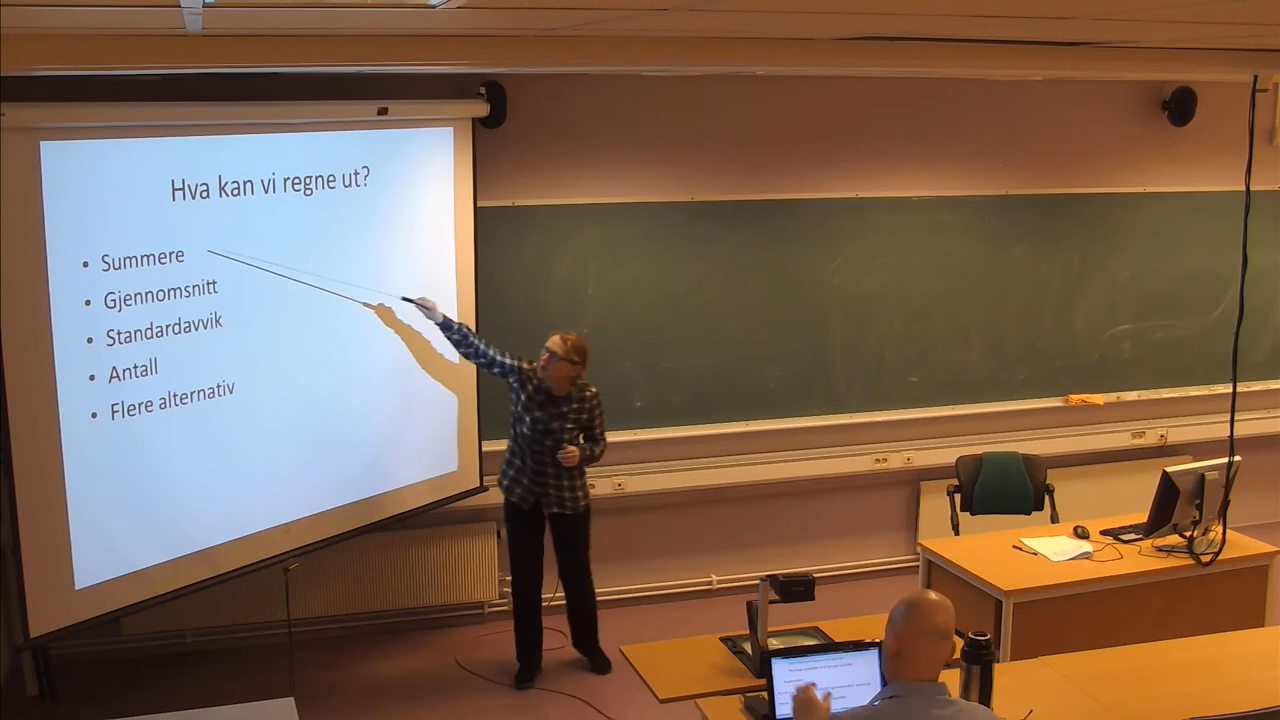 Hva kan vi regne ut?
• Summere
• Gjennomsnitt
• Standardavvik
• Antall
• Flere alternativ